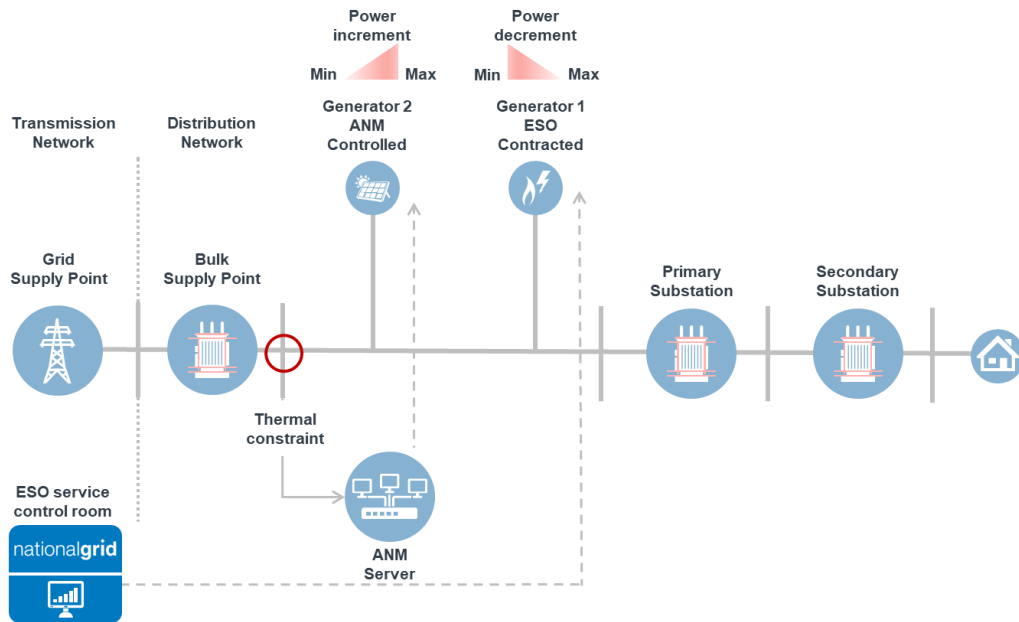 Power
increment
Min
Max
Power
decrement
Min
Max
Transmission
Network
Distribution
Network
Generator 2
ANM
Controlled
Generator 1
ESO
Contracted
Grid
Supply Point
Bulk
Supply Point
Primary
Substation
Secondary
Substation
Thermal
constraint
ESO service
control room
nationalgrid
ANM
Server